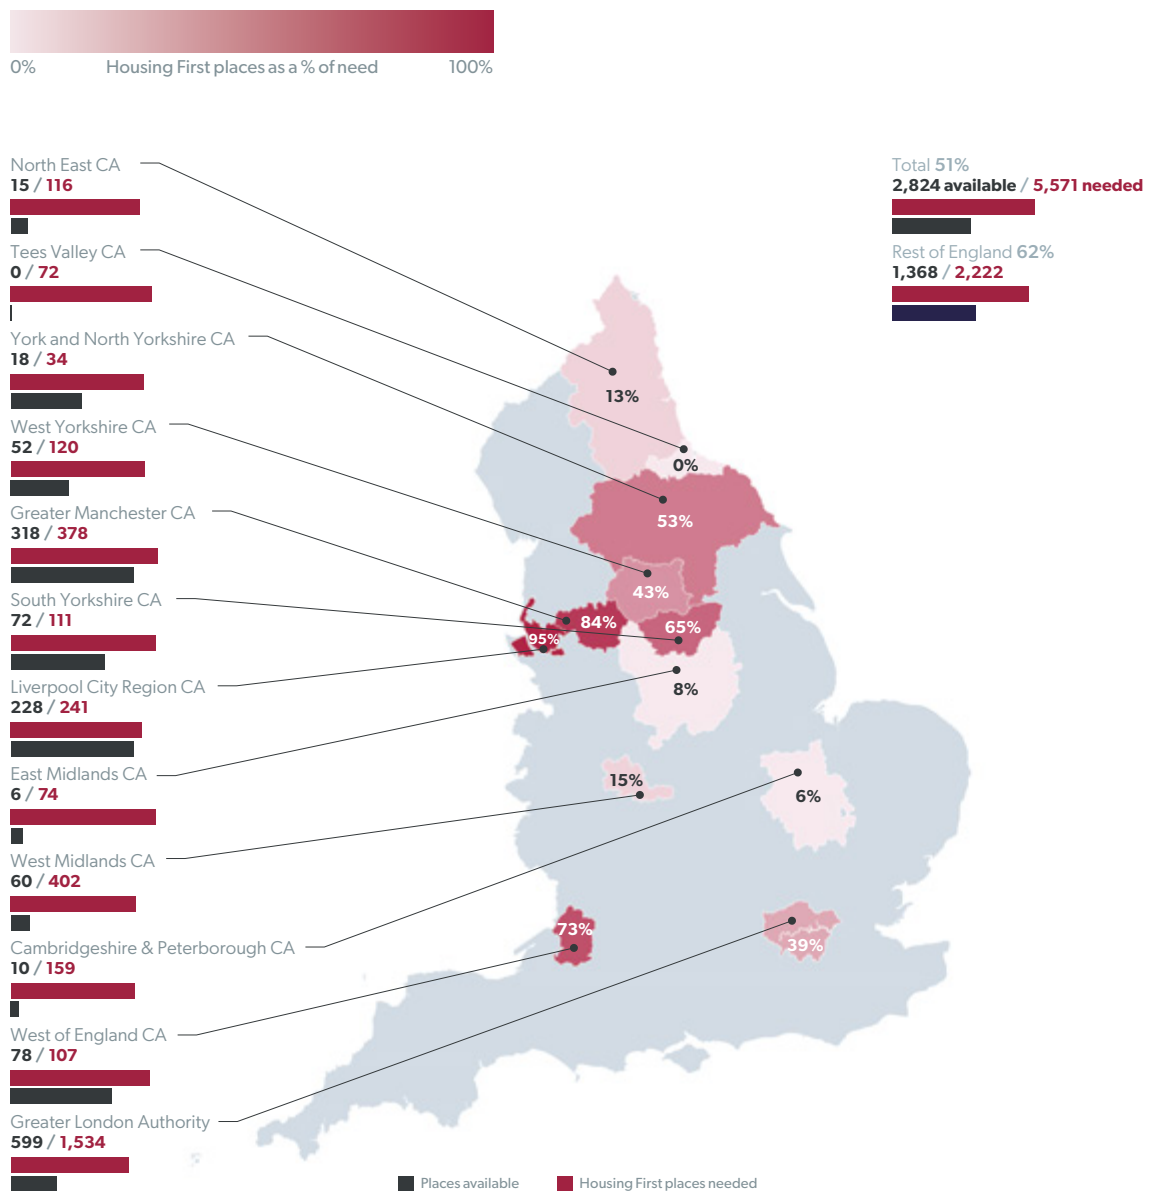 0% Housing First places as a % of need 100%
North East CA
15 / 116
Tees Valley CA
0 / 72
York and North Yorkshire CA
18 / 34
West Yorkshire CA
52 / 120
Greater Manchester CA
318 / 378
South Yorkshire CA
72 / 111
Liverpool City Region CA
228 / 241
East Midlands CA
6 / 74
West Midlands CA
60 / 402
Cambridgeshire & Peterborough CA
10 / 159
West of England CA
78 / 107
Greater London Authority
599 / 1,534
Total 51%
2,824 available / 5,571 needed
Rest of England 62%
1,368 / 2,222
13%
0%
53%
43%
84%
65%
95%
8%
15%
6%
73%
39%
Places available
Housing First places needed